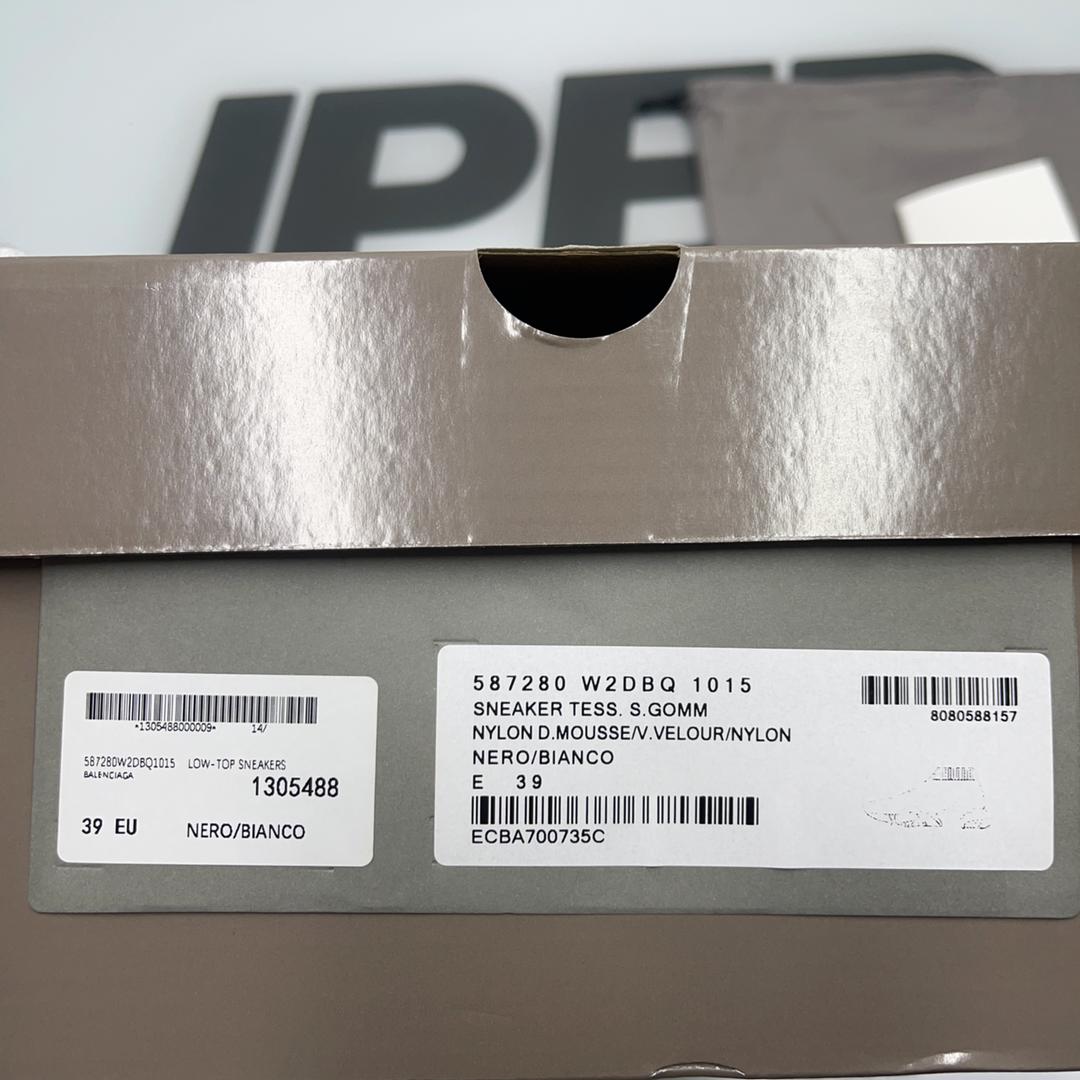 IPER
*1305488000009* 14/
587280W2DBQ1015 LOW-TOP SNEAKERS
BALENCIAGA
1305488
39 EU NERO/BIANCO
587280 W2DBQ 1015
SNEAKER TESS. S.GOMM
NYLON D.MOUSSE/V.VELOUR/NYLON
NERO/BIANCO
E 39
ECBA700735C
8080588157